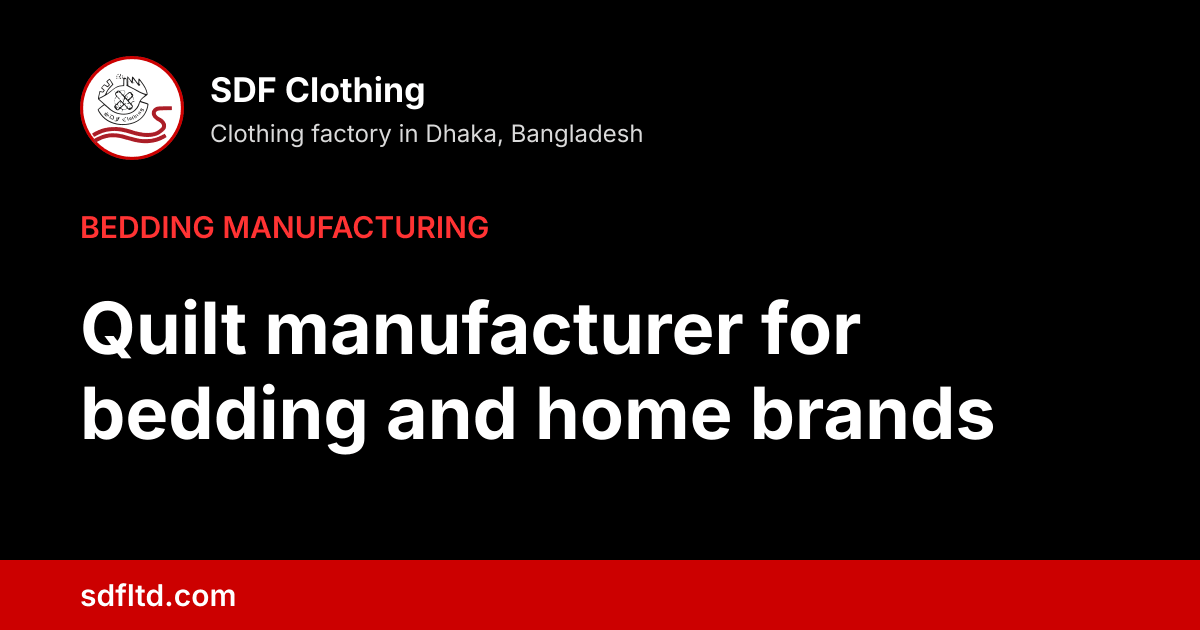 SDF Clothing
Clothing factory in Dhaka, Bangladesh
BEDDING MANUFACTURING
Quilt manufacturer for
bedding and home brands
sdfltd.com